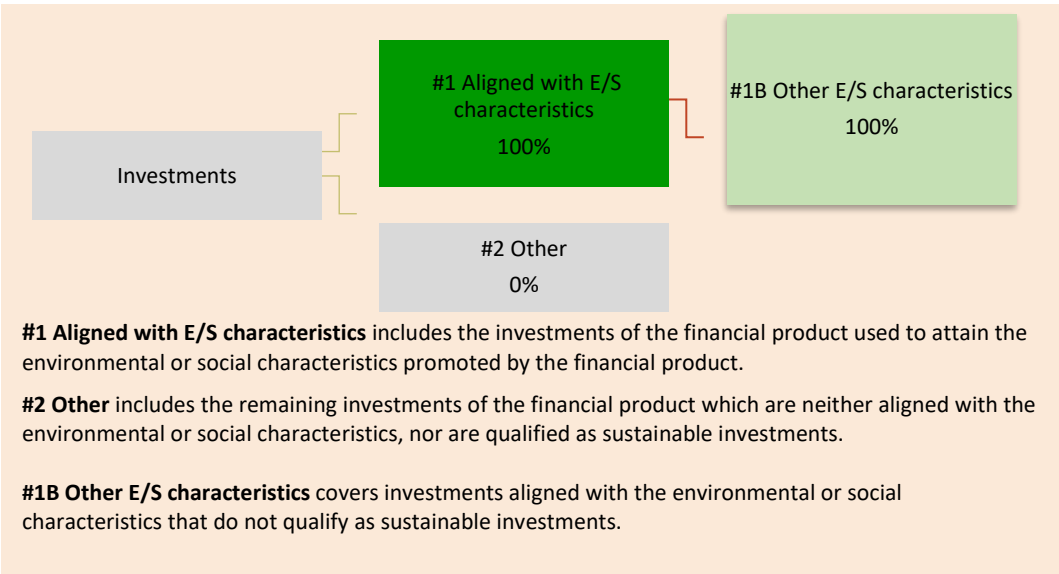 #1 Aligned with E/S
characteristics
100%
#1B Other E/S characteristics
100%
Investments
#2 Other
0%
#1 Aligned with E/S characteristics includes the investments of the financial product used to attain the
environmental or social characteristics promoted by the financial product.
#2 Other includes the remaining investments of the financial product which are neither aligned with the
environmental or social characteristics, nor are qualified as sustainable investments.
#1B Other E/S characteristics covers investments aligned with the environmental or social
characteristics that do not qualify as sustainable investments.